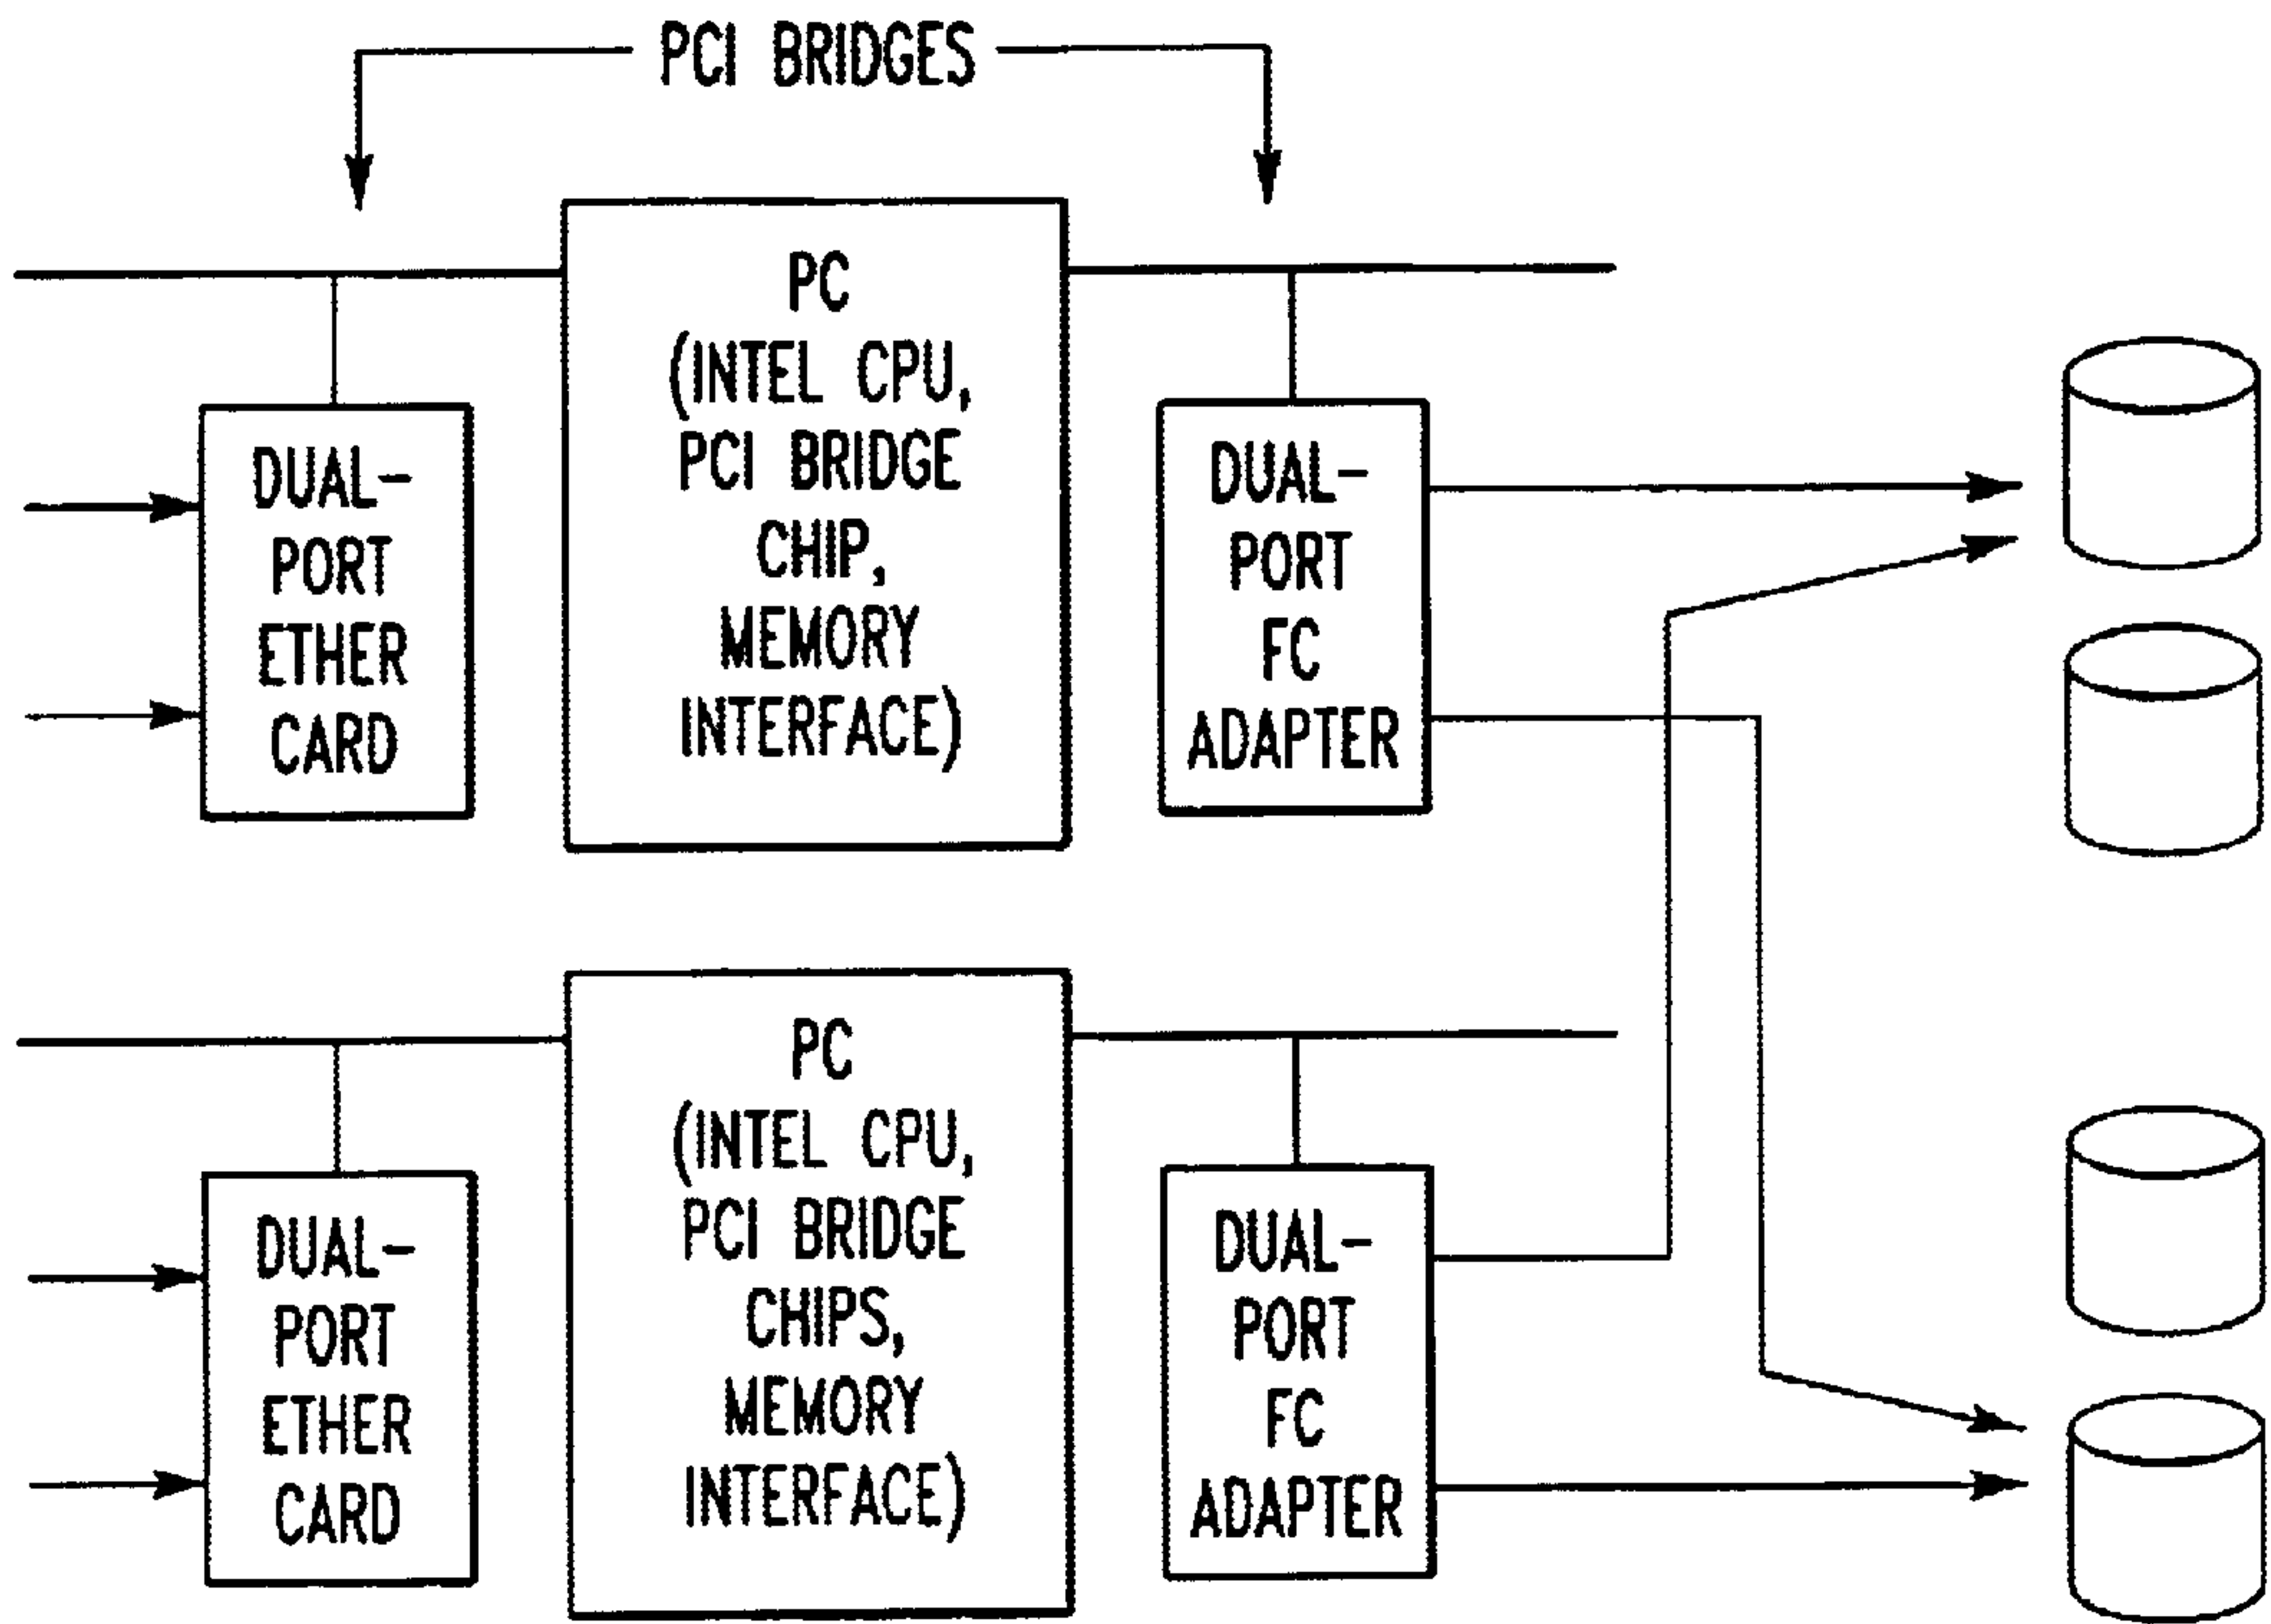 PCI BRIDGES
DUAL-
PORT
ETHER
CARD
PC
(INTEL CPU,
PCI BRIDGE
CHIP,
MEMORY
INTERFACE)
DUAL-
PORT
FC
ADAPTER
DUAL-
PORT
ETHER
CARD
PC
(INTEL CPU,
PCI BRIDGE
CHIPS,
MEMORY
INTERFACE)
DUAL-
PORT
FC
ADAPTER